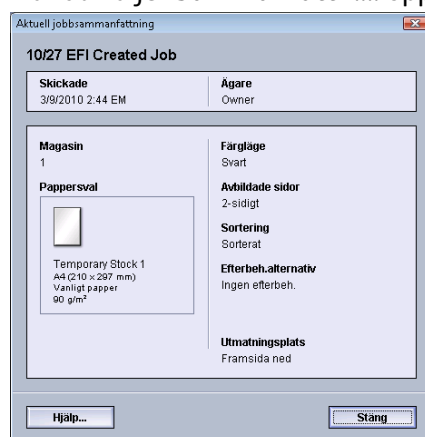 Aktuell jobbsammanfattning
10/27 EFI Created Job
Skickade
3/9/2010 2:44 EM
Ägare
Owner
Magasin
1
Pappersval
Temporary Stock 1
A4 (210 × 297 mm)
Vanligt papper
90 g/m²
Färgläge
Svart
Avbildade sidor
2-sidigt
Sortering
Sorterat
Efterbeh.alternativ
Ingen efterbeh.
Utmatningsplats
Framsida ned
Hjälp...
Stäng